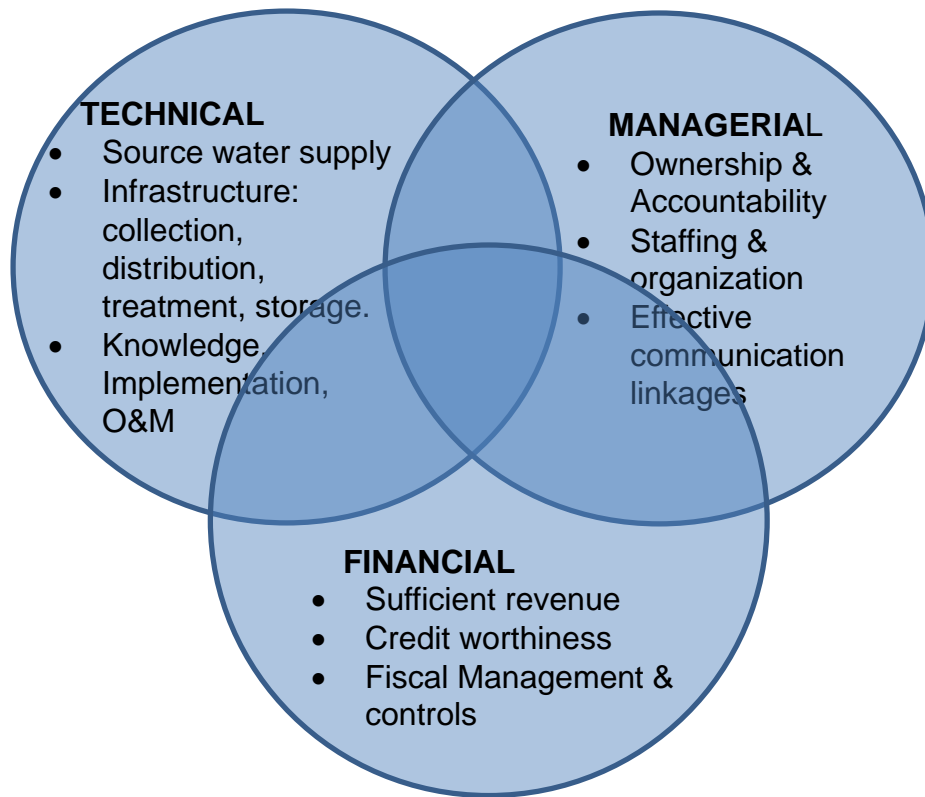 TECHNICAL
• Source water supply
• Infrastructure:
collection,
distribution,
treatment, storage.
• Knowledge,
Implementation,
O&M
MANAGERIAL
• Ownership &
Accountability
• Staffing &
organization
• Effective
communication
linkages
FINANCIAL
• Sufficient revenue
• Credit worthiness
• Fiscal Management &
controls